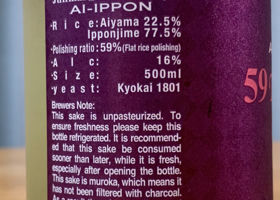 AI-IPPON
·Rice:Aiyama 22.5%
Ipponjime 77.5%
·Polishing ratio:59%(Flat rice polishing)
·Alc: 16%
·Size: 500ml
·yeast: Kyokai 1801
Brewers Note:
This sake is unpasteurized. To
ensure freshness please keep this
bottle refrigerated. It is recommend-
ed that this sake be consumed
sooner than later, while it is fresh,
especially after opening the bottle.
This sake is muroka, which means it
has not been filtered with charcoal.
59